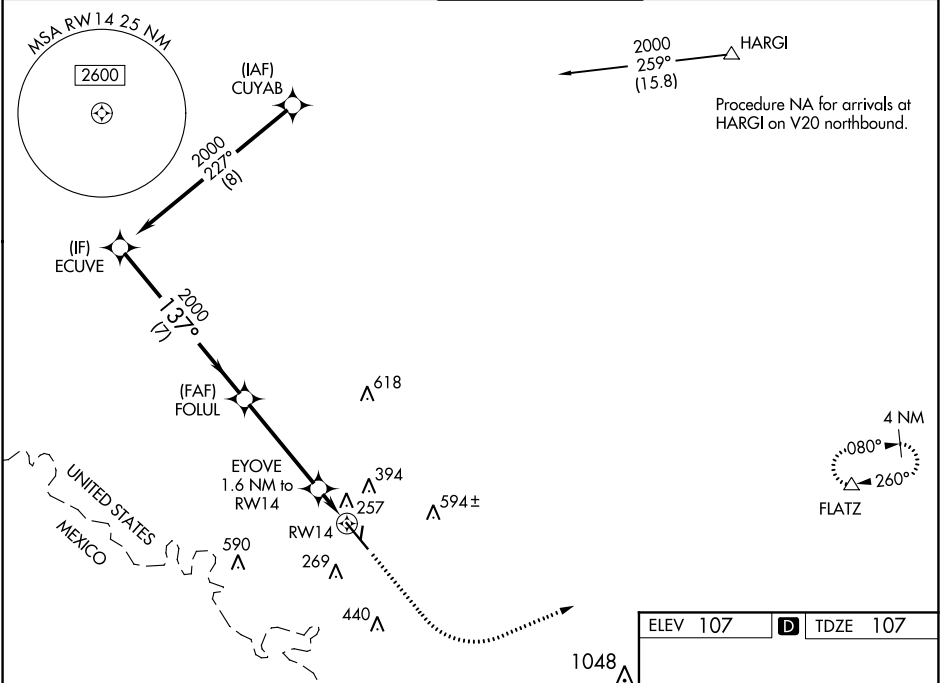 MSA RW14 25 NM
2600
(IAF)
CUYAB
2000
259°
(15.8)
HARGI
Procedure NA for arrivals at
HARGI on V20 northbound.
2000
227°
(8)
(IF)
ECUVE
2000
137°
(7)
(FAF)
FOLUL
618
4 NM
080°
260°
FLATZ
EYOVE
1.6 NM to
RW14
394
257
594±
RW14
UNITED STATES
MEXICO
590
269
440
1048
ELEV 107
D
TDZE 107